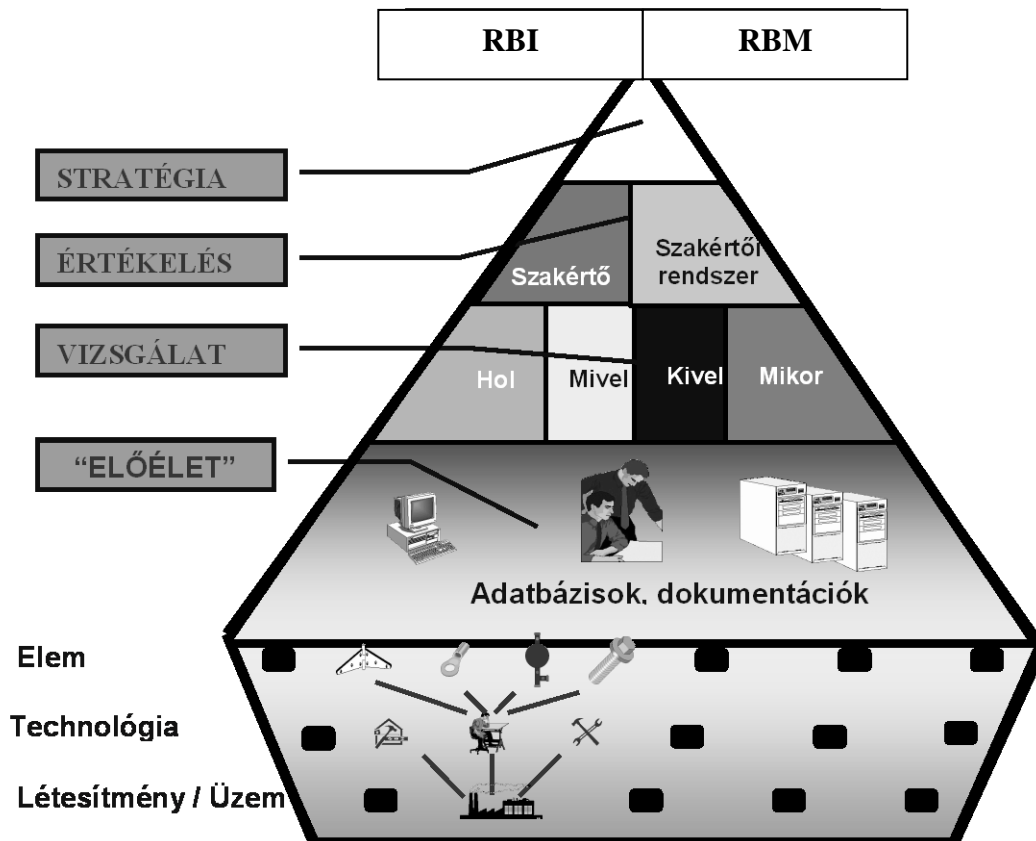 RBI RBM
STRATÉGIA
ÉRTÉKELÉS
Szakértő
Szakértői
rendszer
VIZSGÁLAT
Hol Mivel Kivel Mikor
“ELŐÉLET”
Adatbázisok, dokumentációk
Elem
Technológia
Létesítmény / Üzem